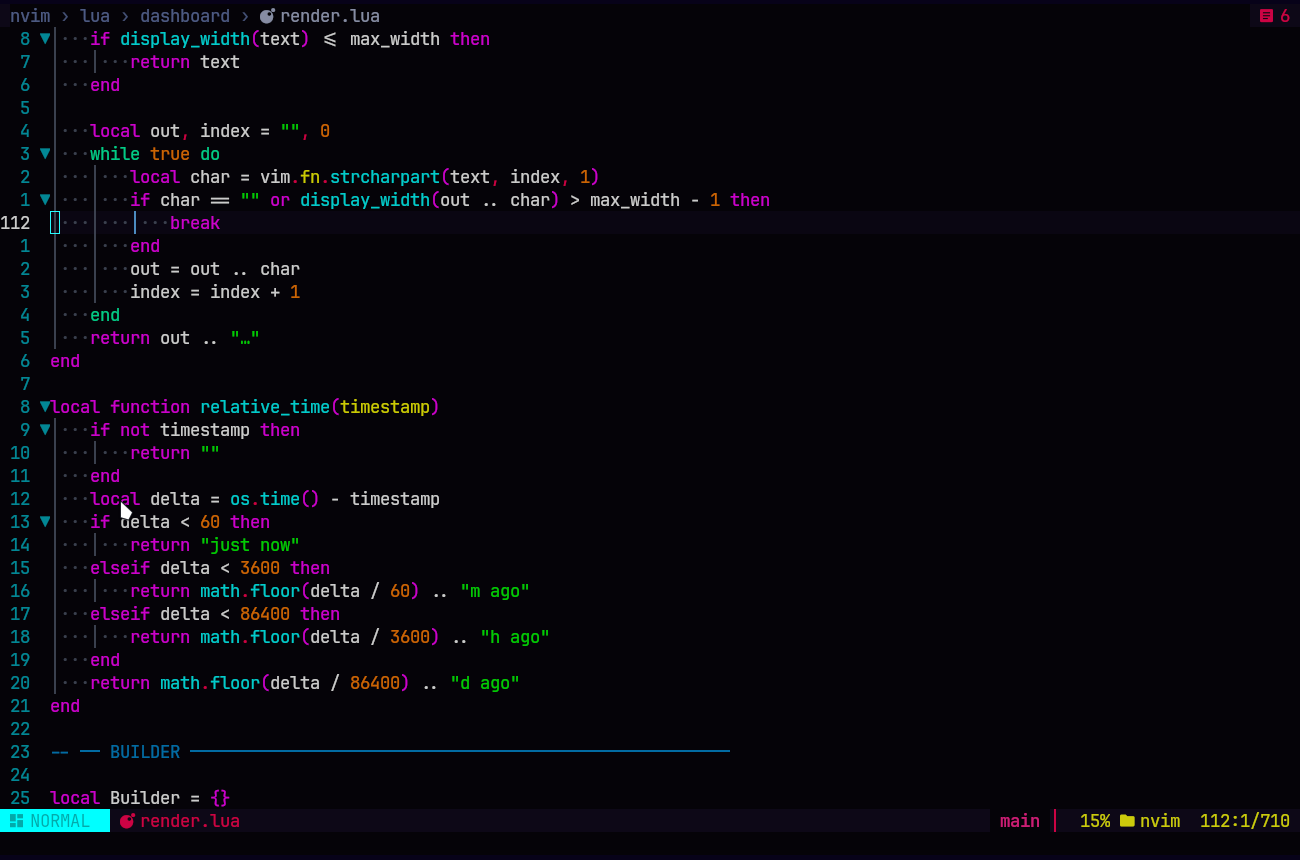 nvim › lua › dashboard › render.lua 6
8 ▼ if display_width(text) <= max_width then
7 return text
6 end
5
4 local out, index = "", 0
3 ▼ while true do
2 local char = vim.fn.strcharpart(text, index, 1)
1 ▼ if char == "" or display_width(out .. char) > max_width - 1 then
112 break
1 end
2 out = out .. char
3 index = index + 1
4 end
5 return out .. "…"
6 end
7
8 ▼ local function relative_time(timestamp)
9 ▼ if not timestamp then
10 return ""
11 end
12 local delta = os.time() - timestamp
13 ▼ if delta < 60 then
14 return "just now"
15 elseif delta < 3600 then
16 return math.floor(delta / 60) .. "m ago"
17 elseif delta < 86400 then
18 return math.floor(delta / 3600) .. "h ago"
19 end
20 return math.floor(delta / 86400) .. "d ago"
21 end
22
23 -- ── BUILDER ──────────────────────────────────────────────────────
24
25 local Builder = {}
NORMAL render.lua main 15% nvim 112:1/710